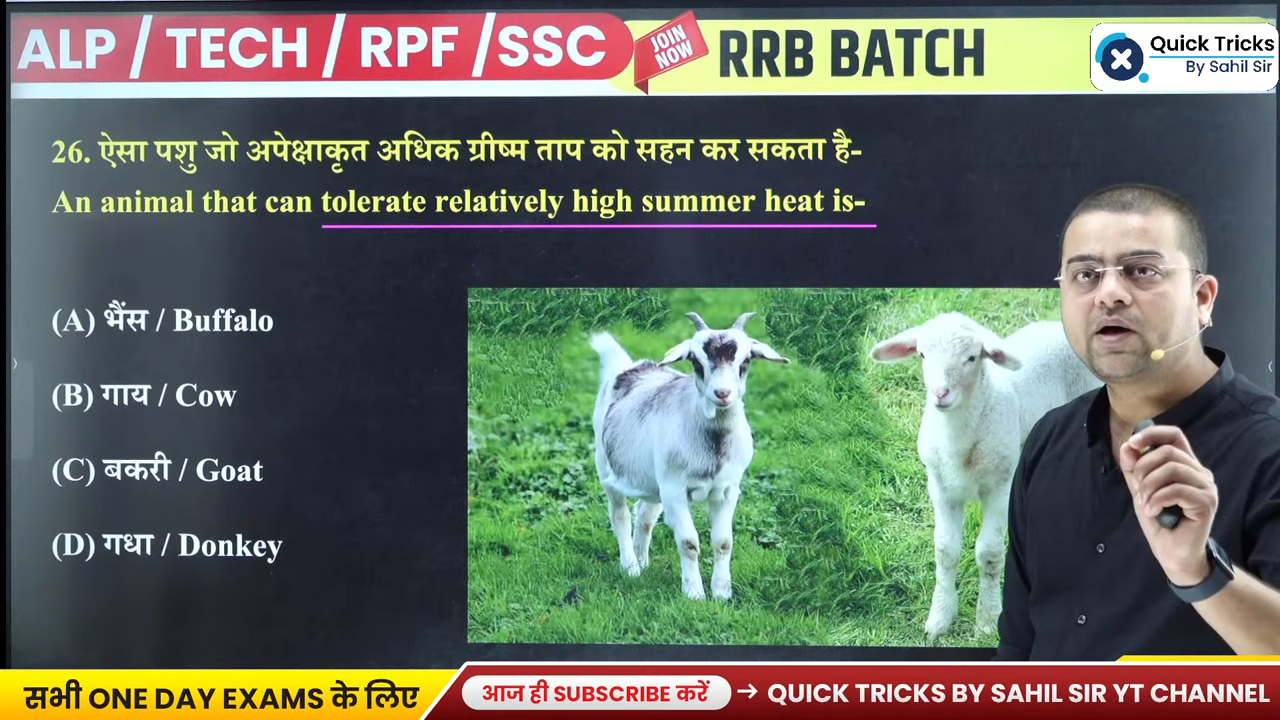 ALP / TECH / RPF / SSC
JOIN NOW
RRB BATCH
Quick Tricks
By Sahil Sir
26. ऐसा पशु जो अपेक्षाकृत अधिक ग्रीष्म ताप को सहन कर सकता है-
An animal that can tolerate relatively high summer heat is-
(A) भैंस / Buffalo
(B) गाय / Cow
(C) बकरी / Goat
(D) गधा / Donkey
सभी ONE DAY EXAMS के लिए
आज ही SUBSCRIBE करें → QUICK TRICKS BY SAHIL SIR YT CHANNEL